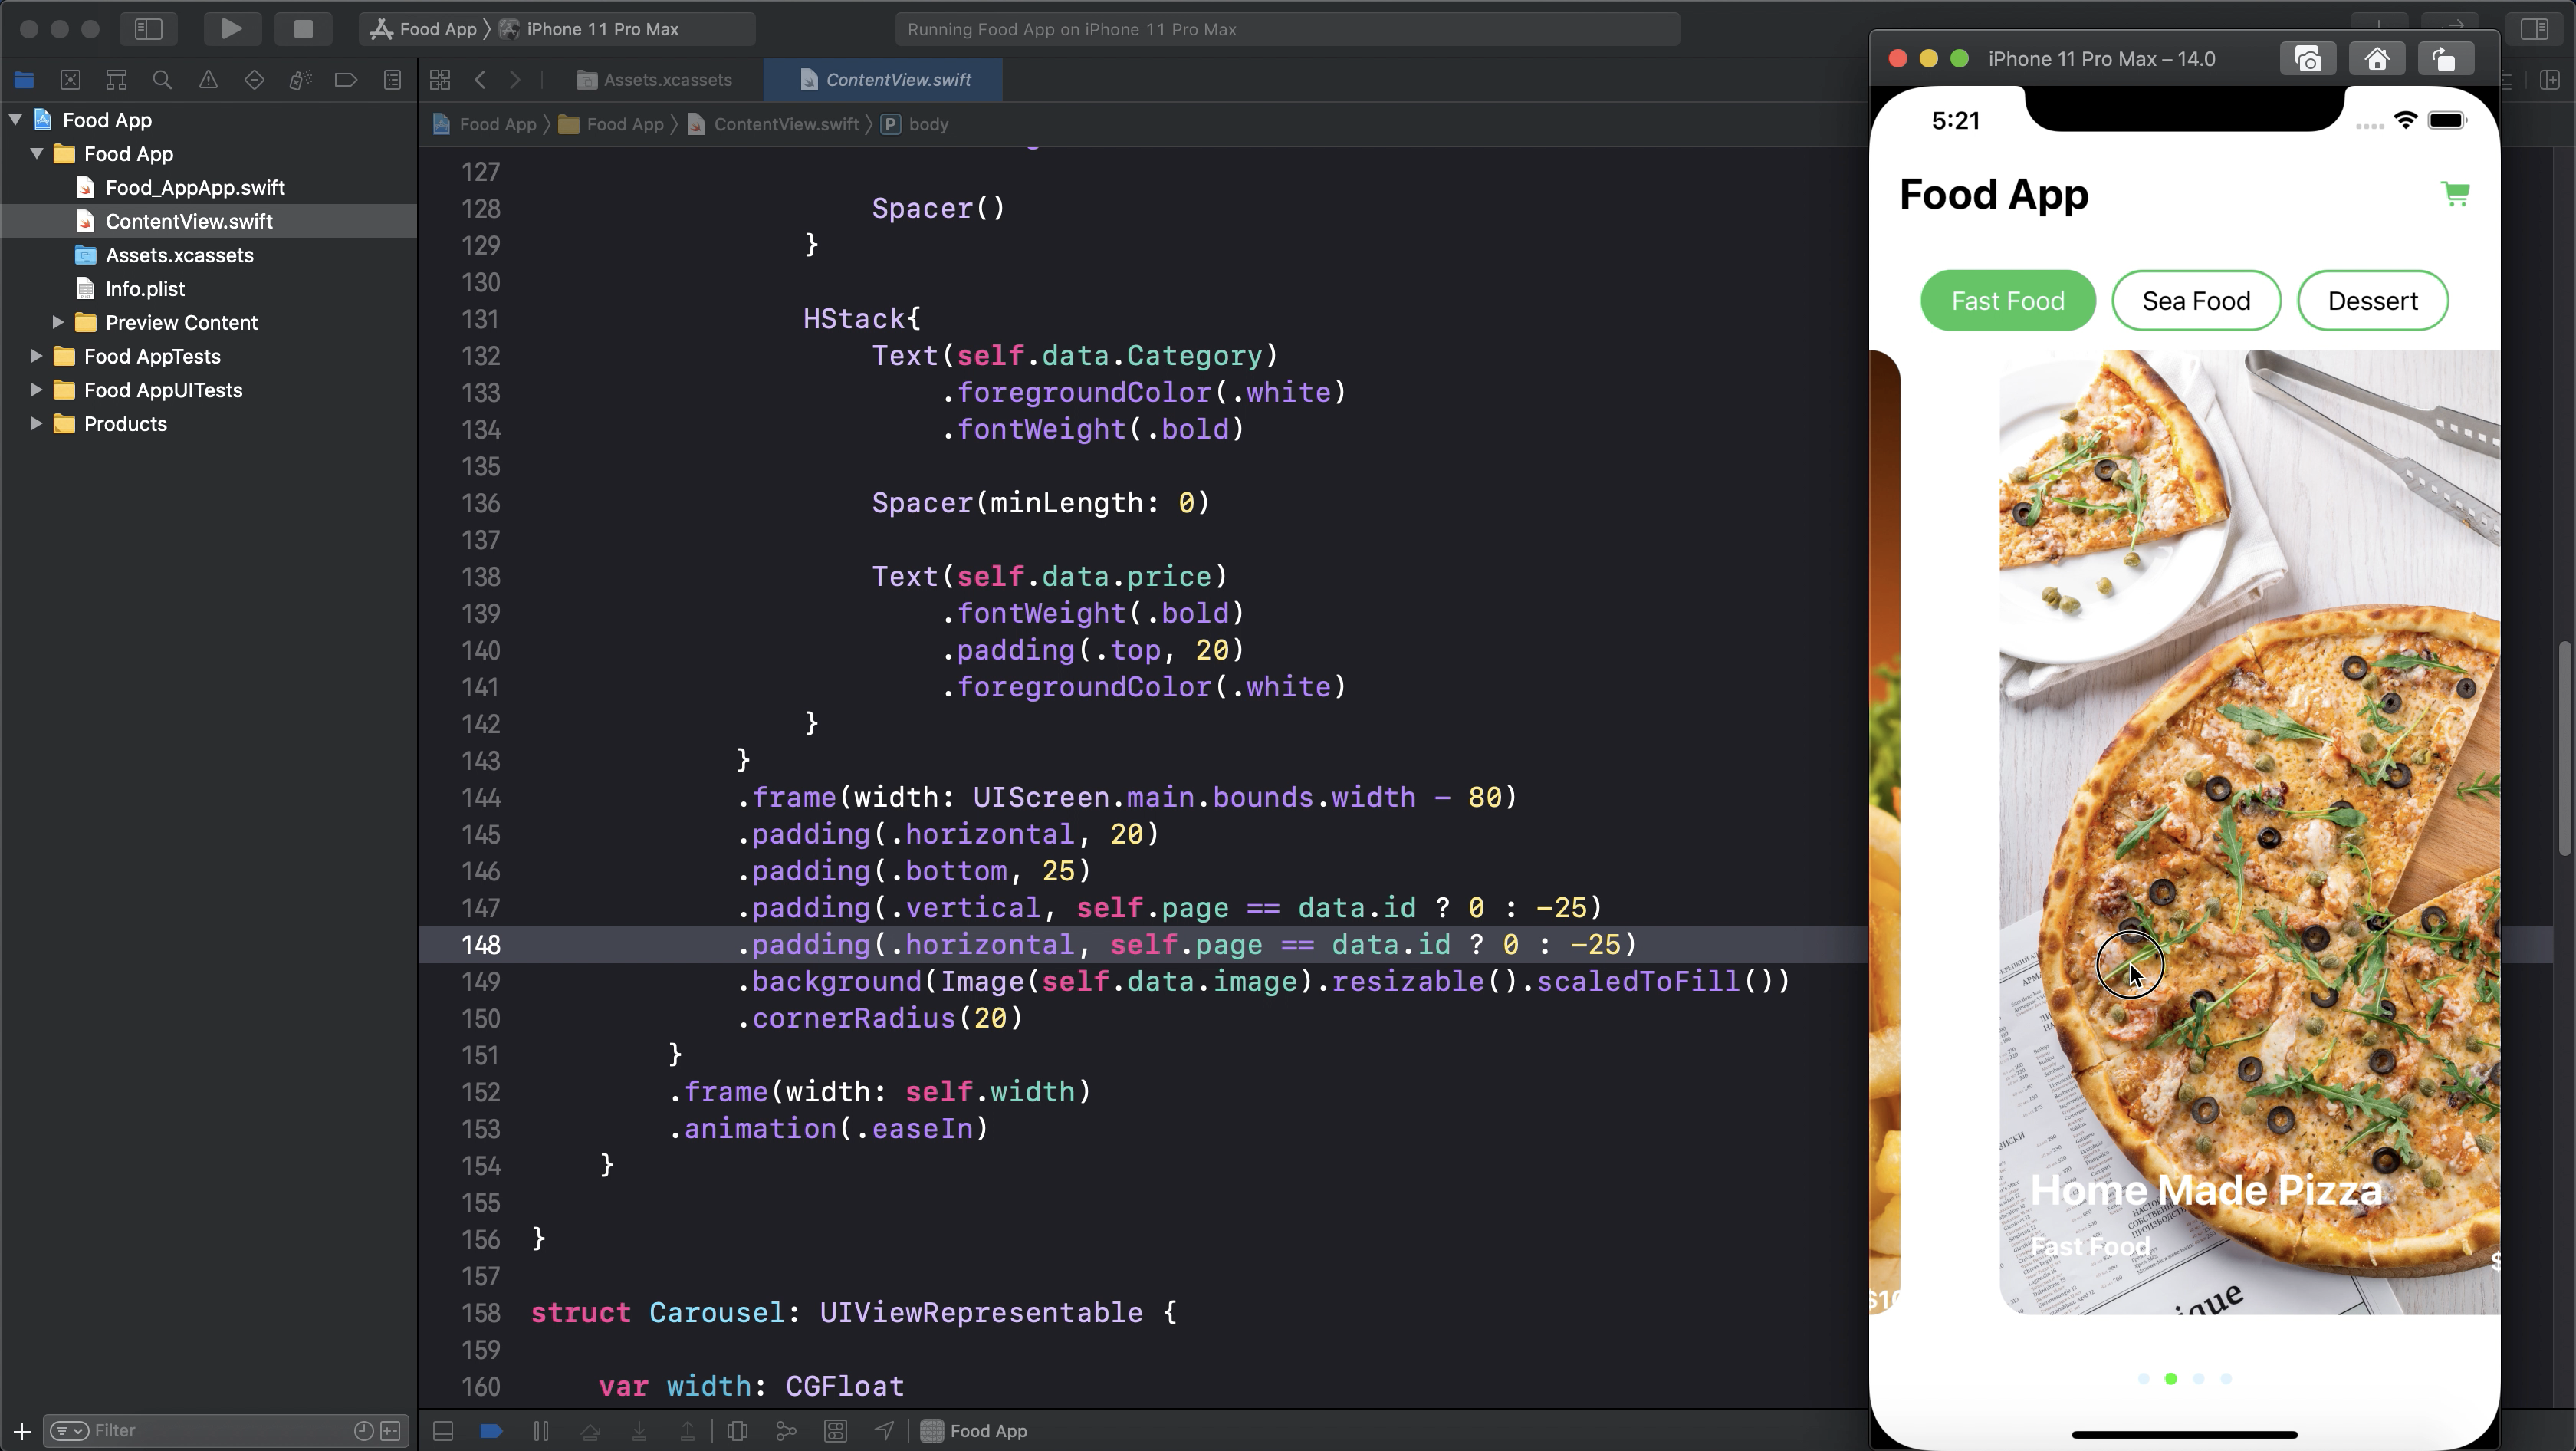 Food App 〉 iPhone 11 Pro Max
Running Food App on iPhone 11 Pro Max
Assets.xcassets
ContentView.swift
Food App 〉 Food App 〉 ContentView.swift 〉 P body
Food App
Food App
Food_AppApp.swift
ContentView.swift
Assets.xcassets
Info.plist
Preview Content
Food AppTests
Food AppUITests
Products
Filter
127
128 Spacer()
129 }
130
131 HStack{
132 Text(self.data.Category)
133 .foregroundColor(.white)
134 .fontWeight(.bold)
135
136 Spacer(minLength: 0)
137
138 Text(self.data.price)
139 .fontWeight(.bold)
140 .padding(.top, 20)
141 .foregroundColor(.white)
142 }
143 }
144 .frame(width: UIScreen.main.bounds.width - 80)
145 .padding(.horizontal, 20)
146 .padding(.bottom, 25)
147 .padding(.vertical, self.page == data.id ? 0 : -25)
148 .padding(.horizontal, self.page == data.id ? 0 : -25)
149 .background(Image(self.data.image).resizable().scaledToFill())
150 .cornerRadius(20)
151 }
152 .frame(width: self.width)
153 .animation(.easeIn)
154 }
155
156 }
157
158 struct Carousel: UIViewRepresentable {
159
160 var width: CGFloat
Food App
iPhone 11 Pro Max – 14.0
5:21
Food App
Fast Food
Sea Food
Dessert
Home Made Pizza
Fast Food
$
$10